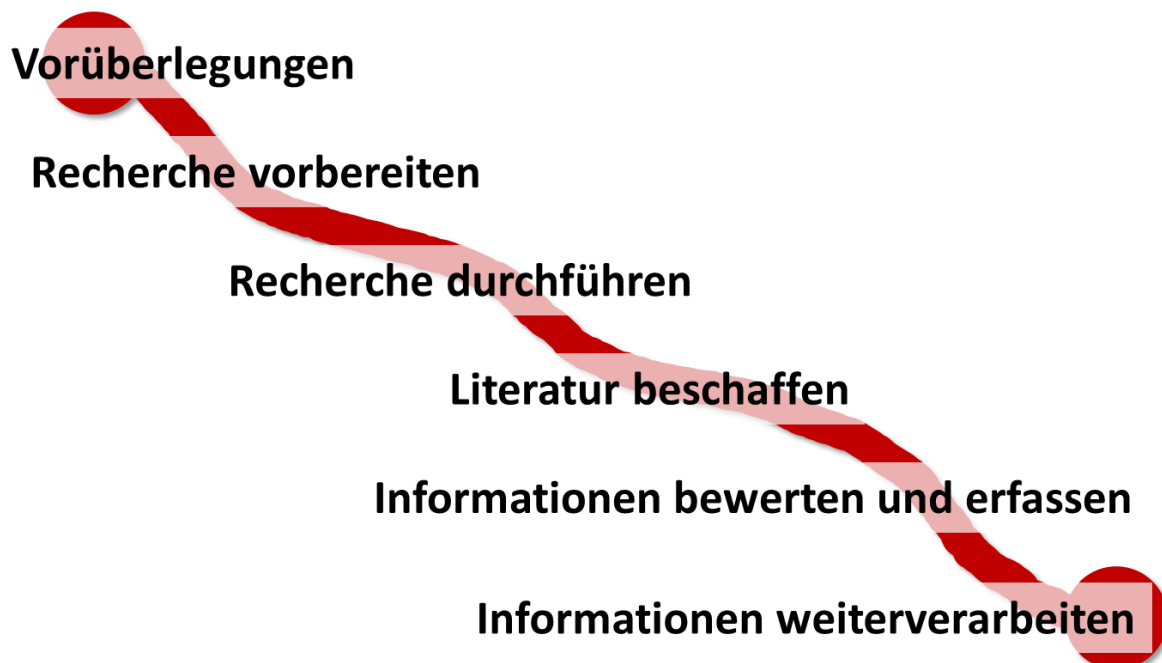 Vorüberlegungen
Recherche vorbereiten
Recherche durchführen
Literatur beschaffen
Informationen bewerten und erfassen
Informationen weiterverarbeiten